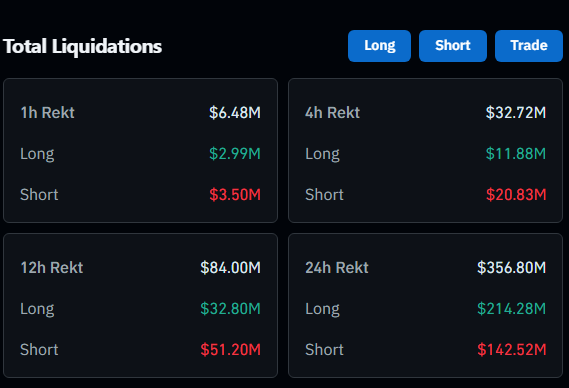 Total Liquidations Long Short Trade
1h Rekt $6.48M
Long $2.99M
Short $3.50M
4h Rekt $32.72M
Long $11.88M
Short $20.83M
12h Rekt $84.00M
Long $32.80M
Short $51.20M
24h Rekt $356.80M
Long $214.28M
Short $142.52M